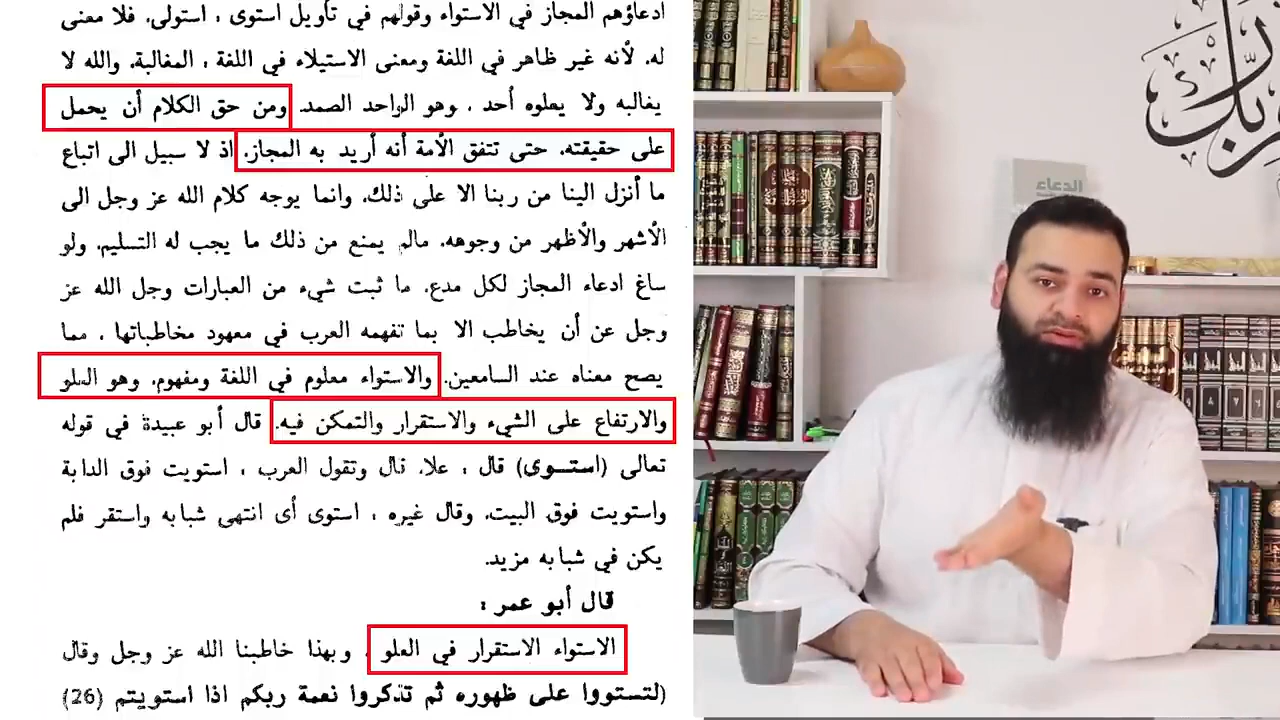 ادعاؤهم المجاز في الاستواء وقولهم في تأويل استوى ، استولى. فلا معنى
له. لأنه غير ظاهر في اللغة ومعنى الاستيلاء في اللغة ، المغالبة. والله لا
يغالبه ولا يعلوه أحد ، وهو الواحد الصمد. ومن حق الكلام أن يحمل
على حقيقته. حتى تتفق الأمة أنه أريد به المجاز. اذ لا سبيل الى اتباع
ما أنزل الينا من ربنا الا على ذلك، وانما يوجه كلام الله عز وجل الى
الأشهر والأظهر من وجوهه. مالم يمنع من ذلك ما يجب له التسليم، ولو
ساغ ادعاء المجاز لكل مدع، ما ثبت شيء من العبارات وجل الله عز
وجل عن أن يخاطب الا بما تفهمه العرب في معهود مخاطباتها ، مما
يصح معناه عند السامعين. والاستواء معلوم في اللغة ومفهوم، وهو العلو
والارتفاع على الشيء والاستقرار والتمكن فيه. قال أبو عبيدة في قوله
تعالى (استوى) قال ، علا، قال وتقول العرب ، استويت فوق الدابة
واستويت فوق البيت، وقال غيره ، استوى أى انتهى شبابه واستقر فلم
يكن في شبابه مزيد.
قال أبو عمر :
الاستواء الاستقرار في العلو ، وبهذا خاطبنا الله عز وجل وقال
(لتستووا على ظهوره ثم تذكروا نعمة ربكم اذا استويتم (26)
الدعاء